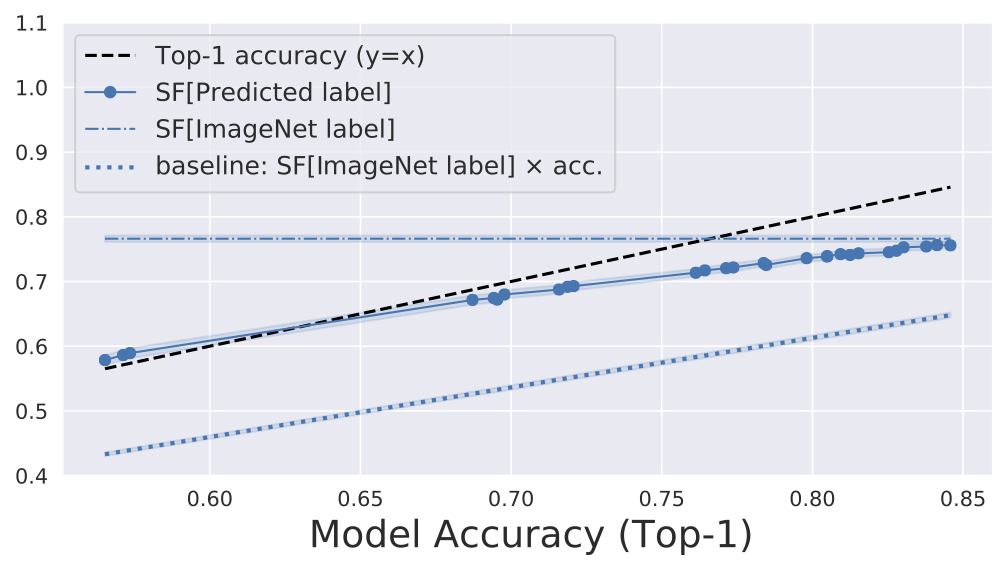 1.1
1.0
0.9
0.8
0.7
0.6
0.5
0.4
Top-1 accuracy (y=x)
SF[Predicted label]
SF[ImageNet label]
baseline: SF[ImageNet label] × acc.
0.60 0.65 0.70 0.75 0.80 0.85
Model Accuracy (Top-1)